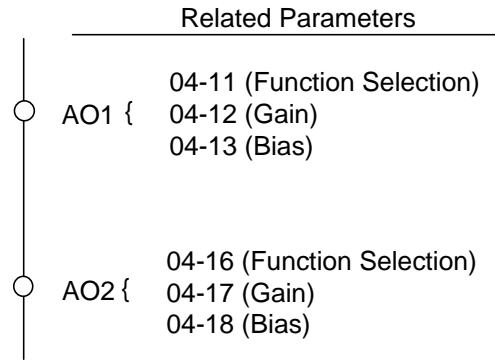 Related Parameters
04-11 (Function Selection)
AO1 { 04-12 (Gain)
04-13 (Bias)
04-16 (Function Selection)
AO2 { 04-17 (Gain)
04-18 (Bias)